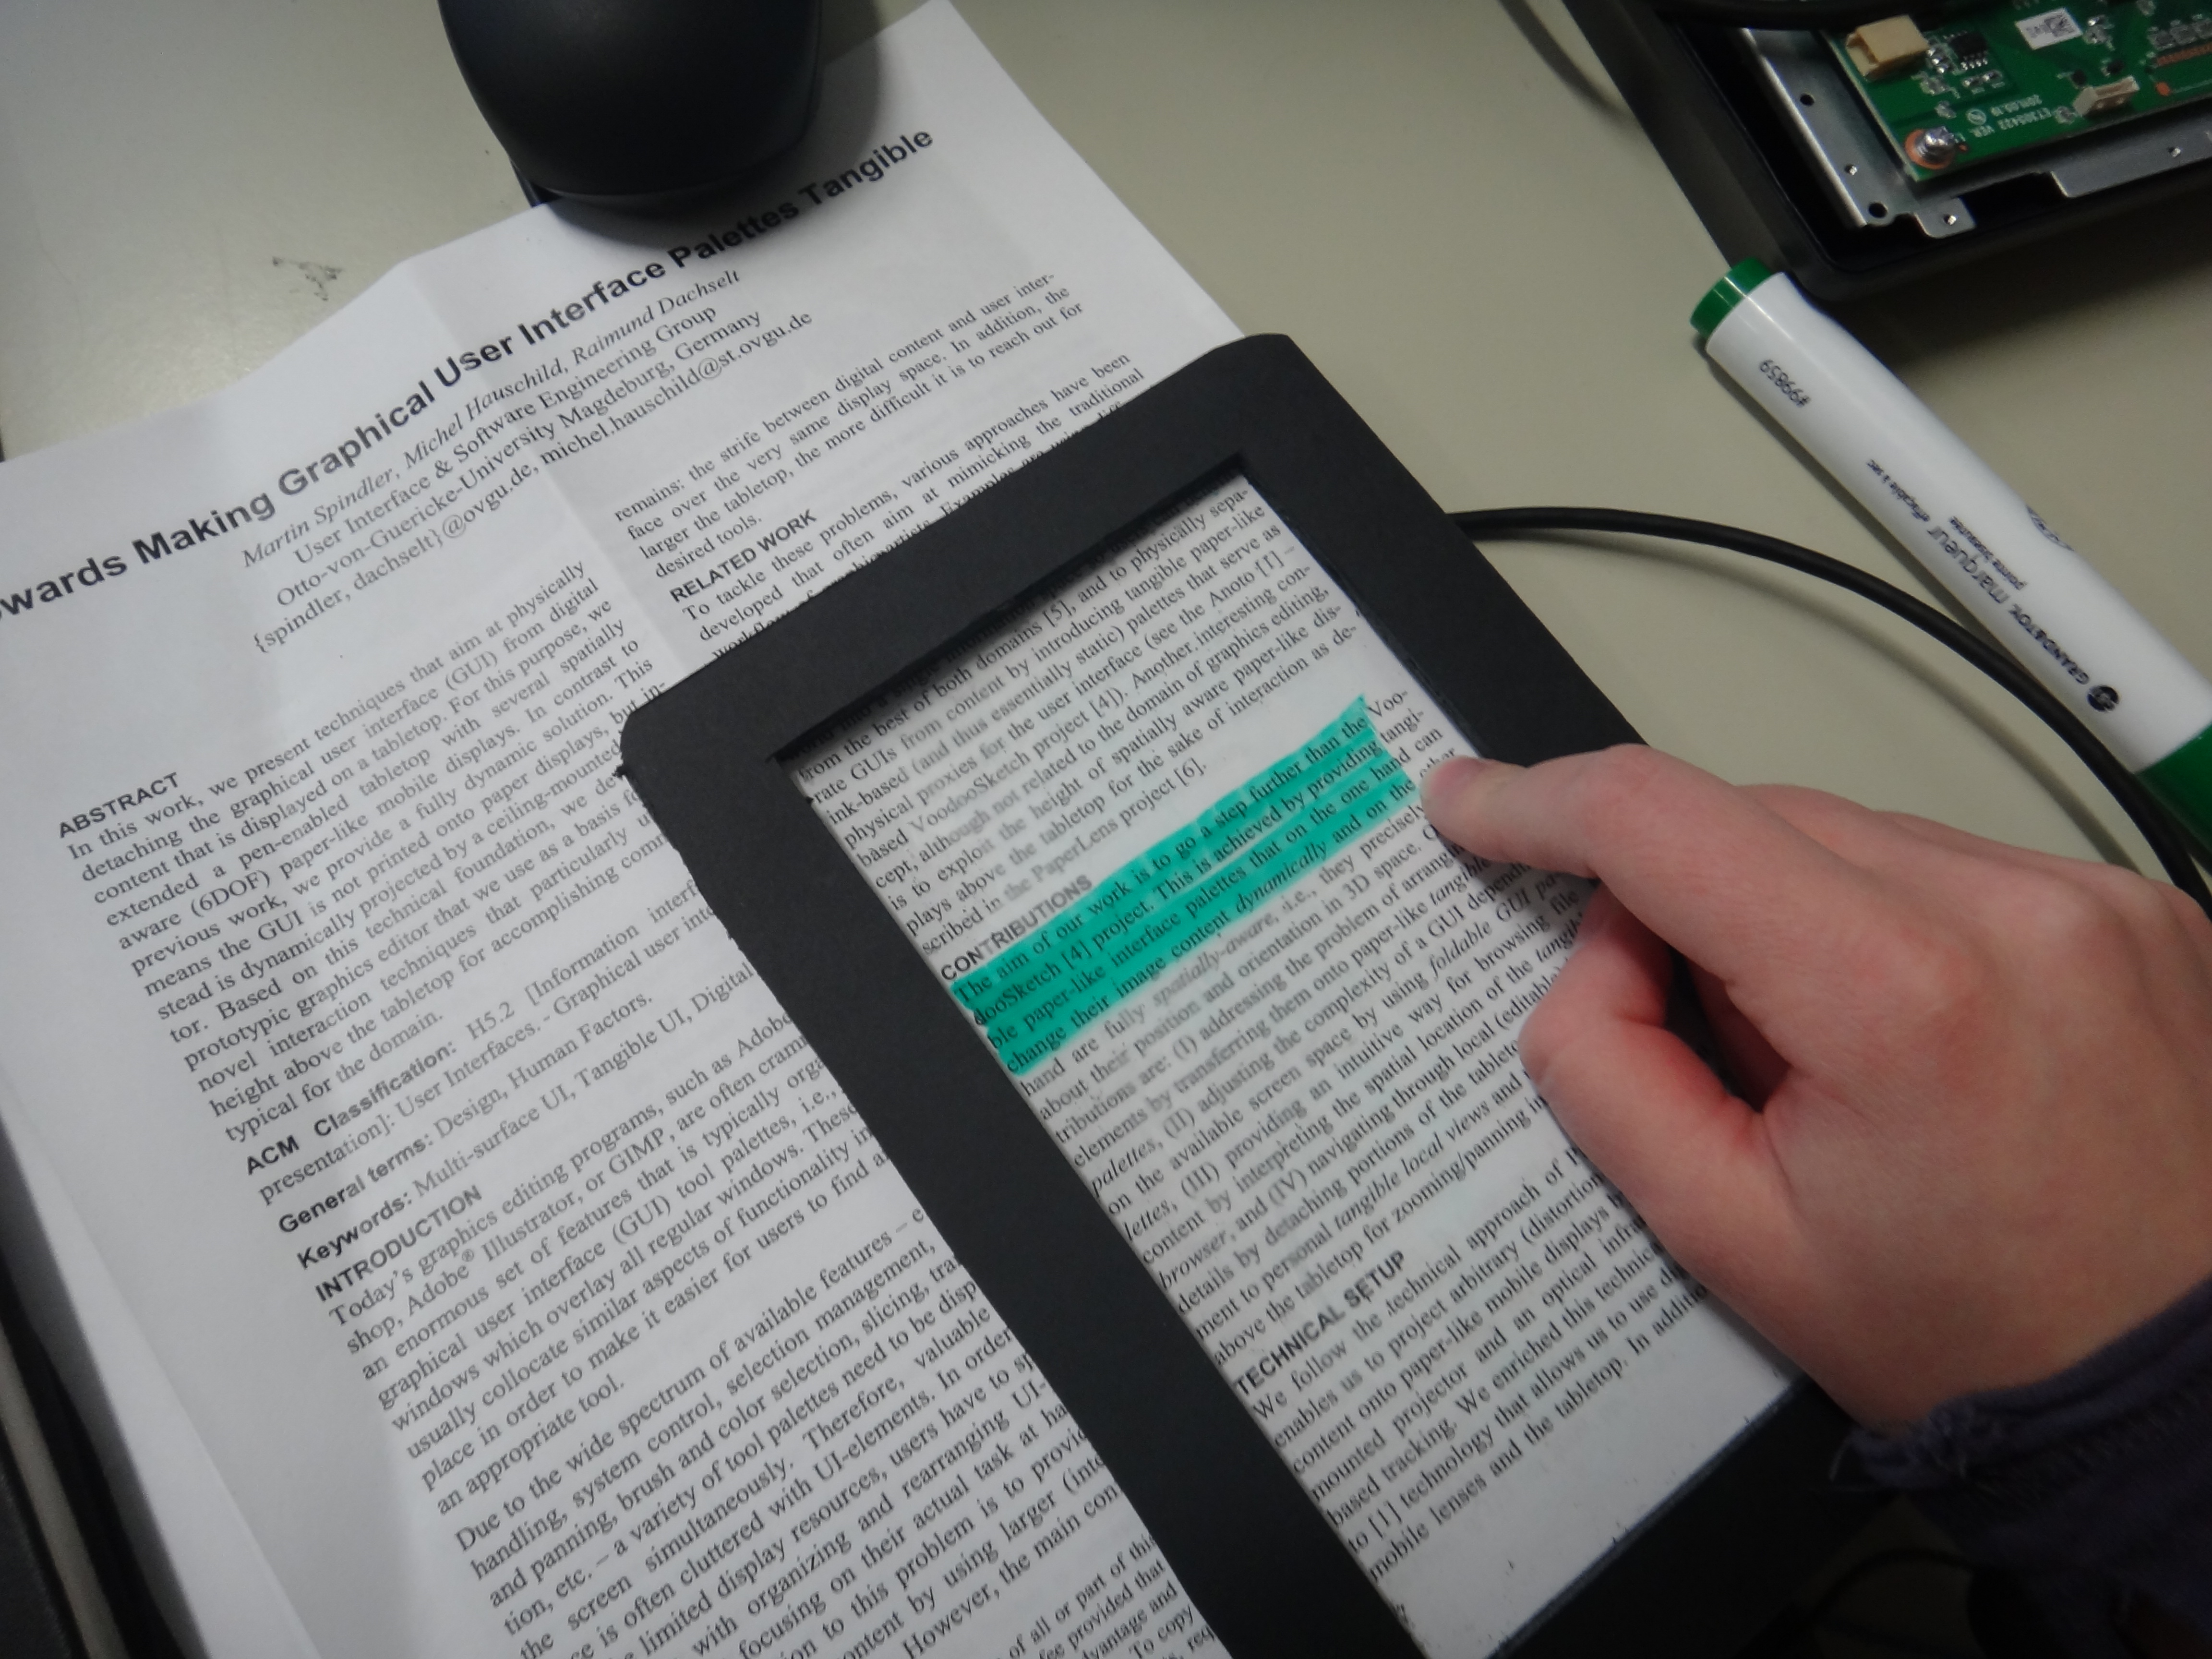 owards Making Graphical User Interface Palettes Tangible
Martin Spindler, Michel Hauschild, Raimund Dachselt
User Interface & Software Engineering Group
Otto-von-Guericke-University Magdeburg, Germany
{spindler, dachselt}@ovgu.de, michel.hauschild@st.ovgu.de
ABSTRACT
In this work, we present techniques that aim at physically
detaching the graphical user interface (GUI) from digital
content that is displayed on a tabletop. For this purpose, we
extended a pen-enabled tabletop with several spatially
aware (6DOF) paper-like mobile displays. In contrast to
previous work, we provide a fully dynamic solution. This
means the GUI is not printed onto paper displays, but in-
stead is dynamically projected by a ceiling-mounted
tor. Based on this technical foundation, we
prototypic graphics editor that we use as a basis
novel interaction techniques that particularly
height above the tabletop for accomplishing
typical for the domain.
ACM Classification: H5.2 [Information
presentation]: User Interfaces. - Graphical user
General terms: Design, Human Factors.
Keywords: Multi-surface UI, Tangible UI, Digital
INTRODUCTION
Today's graphics editing programs, such as Adobe
shop, Adobe® Illustrator, or GIMP, are often
an enormous set of features that is typically
graphical user interface (GUI) tool palettes, i.e.,
windows which overlay all regular windows. These
usually collocate similar aspects of functionality in
place in order to make it easier for users to find
an appropriate tool.
Due to the wide spectrum of available features – e
handling, system control, selection management,
and panning, brush and color selection, slicing,
tion, etc. – a variety of tool palettes need to be
the screen simultaneously. Therefore, valuable
is often cluttered with UI-elements. In order
limited display resources, users have to
with organizing and rearranging UI-
focusing on their actual task at
to this problem is to
by using larger
However, the main
of all or part of this
provided that
and
To copy
remains: the strife between digital content and user inter-
face over the very same display space. In addition, the
larger the tabletop, the more difficult it is to reach out for
desired tools.
RELATED WORK
To tackle these problems, various approaches have been
developed that often aim at mimicking the traditional
from the best of both domains [5], and to physically sepa-
rate GUIs from content by introducing tangible paper-like
ink-based (and thus essentially static) palettes that serve as
physical proxies for the user interface (see the Anoto [1] –
based VoodooSketch project [4]). Another interesting con-
cept, although not related to the domain of graphics editing,
is to exploit the height of spatially aware paper-like dis-
plays above the tabletop for the sake of interaction as de-
scribed in the PaperLens project [6].
CONTRIBUTIONS
The aim of our work is to go a step further than the Voo-
dooSketch [4] project. This is achieved by providing tangi-
ble paper-like interface palettes that on the one hand can
change their image content dynamically and on the other
hand are fully spatially-aware, i.e., they precisely
about their position and orientation in 3D space.
tributions are: (I) addressing the problem of
elements by transferring them onto paper-like tangible
palettes, (II) adjusting the complexity of a GUI
on the available screen space by using foldable GUI
lettes, (III) providing an intuitive way for browsing file
content by interpreting the spatial location of the
browser, and (IV) navigating through local (editable)
details by detaching portions of the
ment to personal tangible local views and
above the tabletop for zooming/panning
TECHNICAL SETUP
We follow the technical approach of
enables us to project arbitrary
content onto paper-like mobile displays
mounted projector and an optical
based tracking. We enriched this
to [1] technology that allows us to use
mobile lenses and the tabletop. In
#99859
GRAND&TOY. marqueur effaçable à sec
ET303422 VER.
2011.09.19